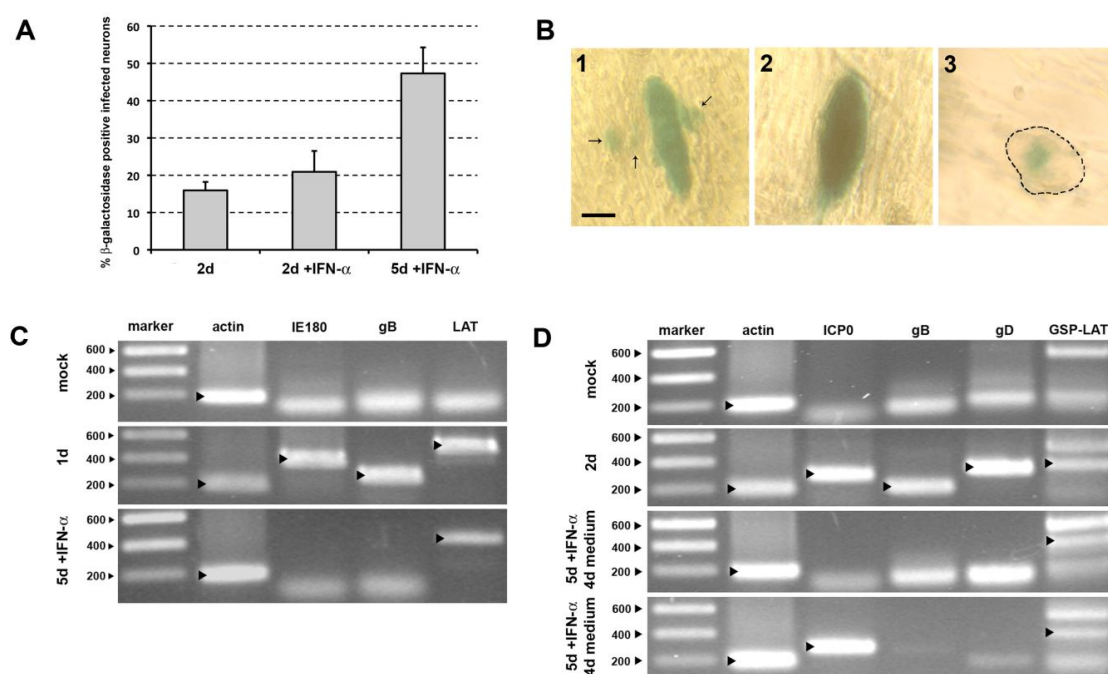 A
% β-galactosidase positive infected neurons
60
50
40
30
20
10
0
2d
2d +IFN-α
5d +IFN-α
B
1
2
3
C
marker
actin
IE180
gB
LAT
mock
600
400
200
1d
600
400
200
5d +IFN-α
600
400
200
D
marker
actin
ICP0
gB
gD
GSP-LAT
mock
600
400
200
2d
600
400
200
5d +IFN-α
4d medium
600
400
200
5d +IFN-α
4d medium
600
400
200